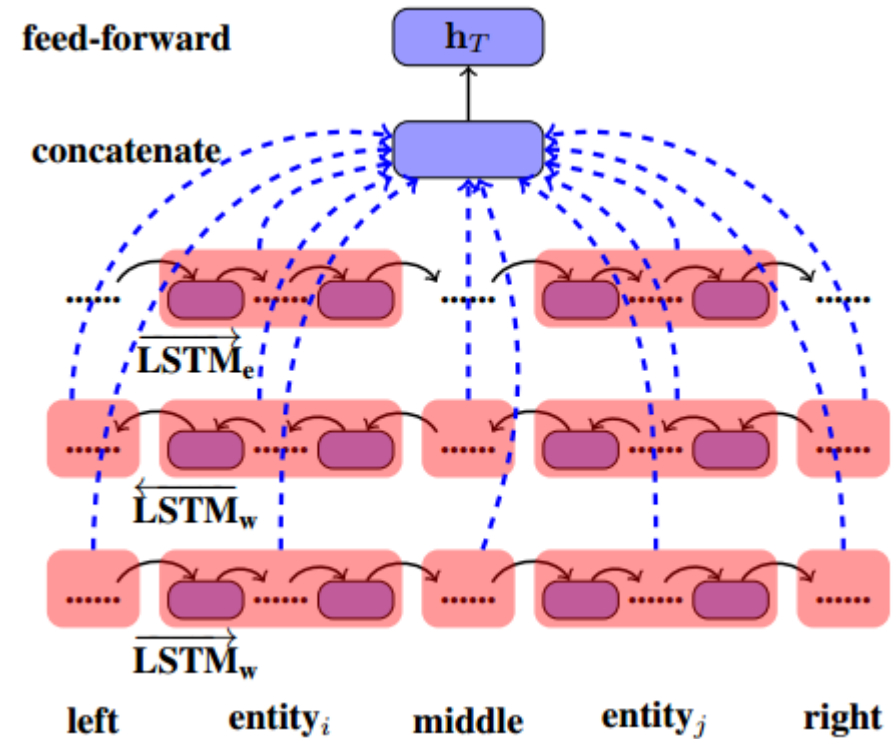 feed-forward h_T
concatenate
...... ...... ...... ...... ......
LSTM_e
...... ...... ...... ...... ......
LSTM_w
...... ...... ...... ...... ......
LSTM_w
left entity_i middle entity_j right